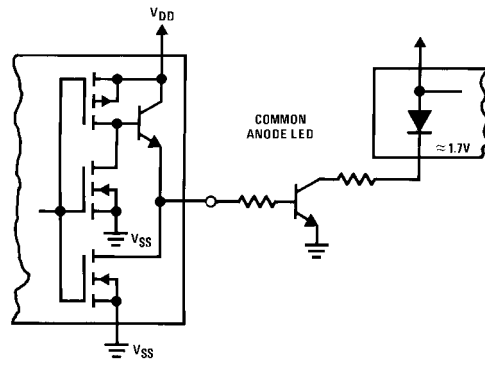 VDD
COMMON
ANODE LED
≈ 1.7V
VSS
VSS